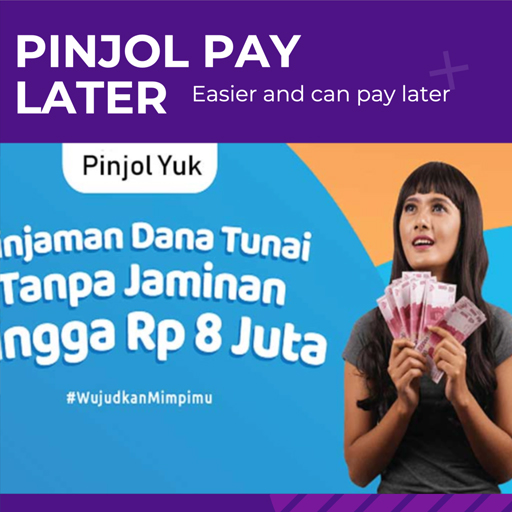 PINJOL PAY
LATER Easier and can pay later
Pinjol Yuk
injaman Dana Tunai
Tanpa Jaminan
ingga Rp 8 Juta
#WujudkanMimpimu